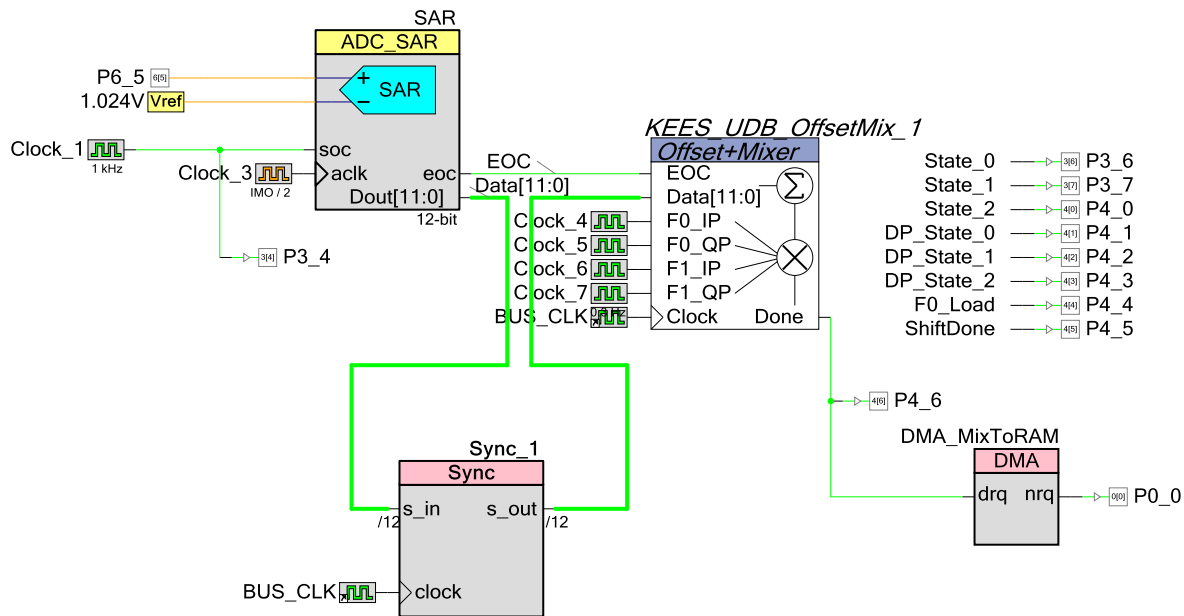 SAR
ADC_SAR
P6_5
6[5]
+
SAR
1.024V
Vref
−
Clock_1
1 kHz
soc
Clock_3
IMO / 2
aclk
eoc
Dout[11:0]
12-bit
3[4]
P3_4
EOC
Data[11:0]
KEES_UDB_OffsetMix_1
Offset+Mixer
EOC
Data[11:0]
Σ
Clock_4
F0_IP
Clock_5
F0_QP
Clock_6
F1_IP
Clock_7
F1_QP
BUS_CLK
Clock
Done
State_0
3[6]
P3_6
State_1
3[7]
P3_7
State_2
4[0]
P4_0
DP_State_0
4[1]
P4_1
DP_State_1
4[2]
P4_2
DP_State_2
4[3]
P4_3
F0_Load
4[4]
P4_4
ShiftDone
4[5]
P4_5
4[6]
P4_6
DMA_MixToRAM
DMA
drq
nrq
0[0]
P0_0
Sync_1
Sync
s_in
s_out
/12
/12
BUS_CLK
clock